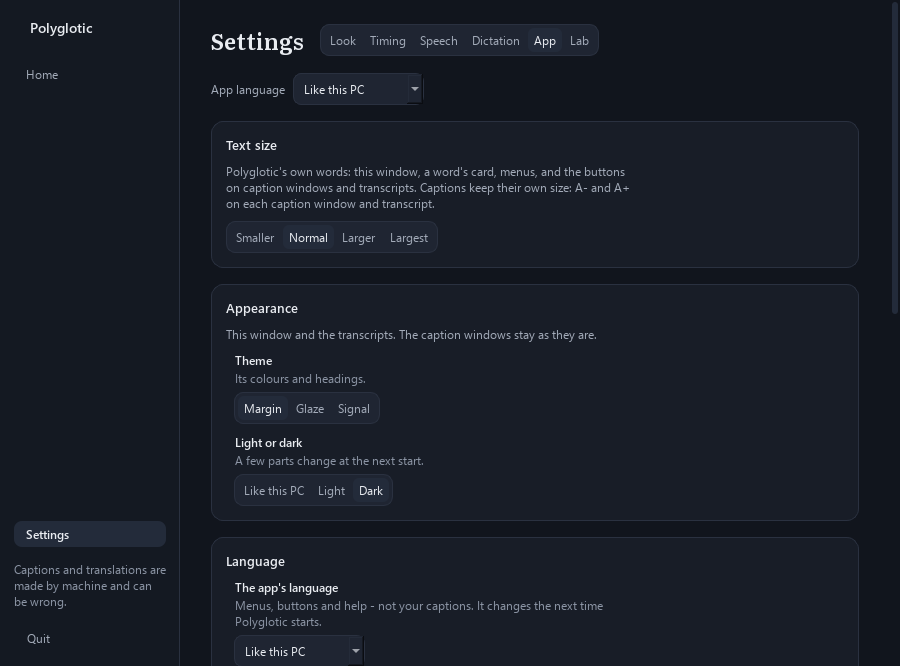 Polyglotic
Home
Settings
Look Timing Speech Dictation App Lab
App language Like this PC
Text size
Polyglotic's own words: this window, a word's card, menus, and the buttons
on caption windows and transcripts. Captions keep their own size: A- and A+
on each caption window and transcript.
Smaller Normal Larger Largest
Appearance
This window and the transcripts. The caption windows stay as they are.
Theme
Its colours and headings.
Margin Glaze Signal
Light or dark
A few parts change at the next start.
Like this PC Light Dark
Language
The app's language
Menus, buttons and help - not your captions. It changes the next time
Polyglotic starts.
Like this PC
Settings
Captions and translations are
made by machine and can
be wrong.
Quit